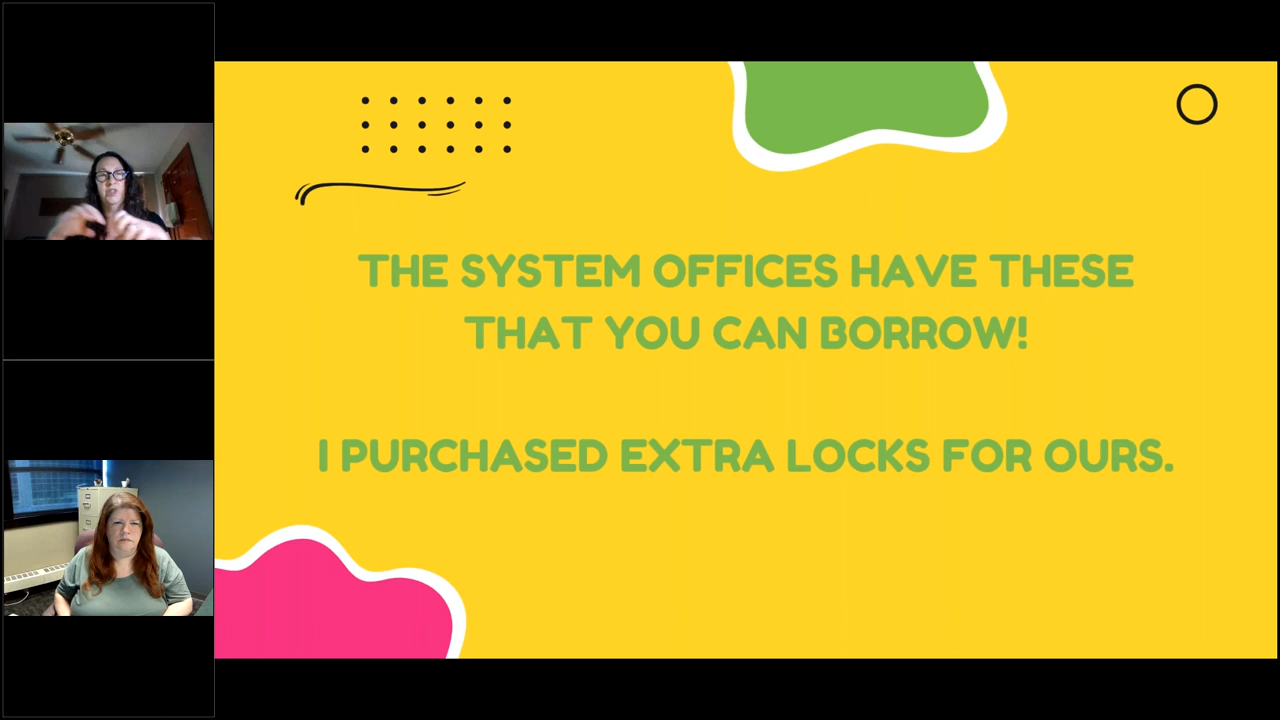 THE SYSTEM OFFICES HAVE THESE
THAT YOU CAN BORROW!
I PURCHASED EXTRA LOCKS FOR OURS.